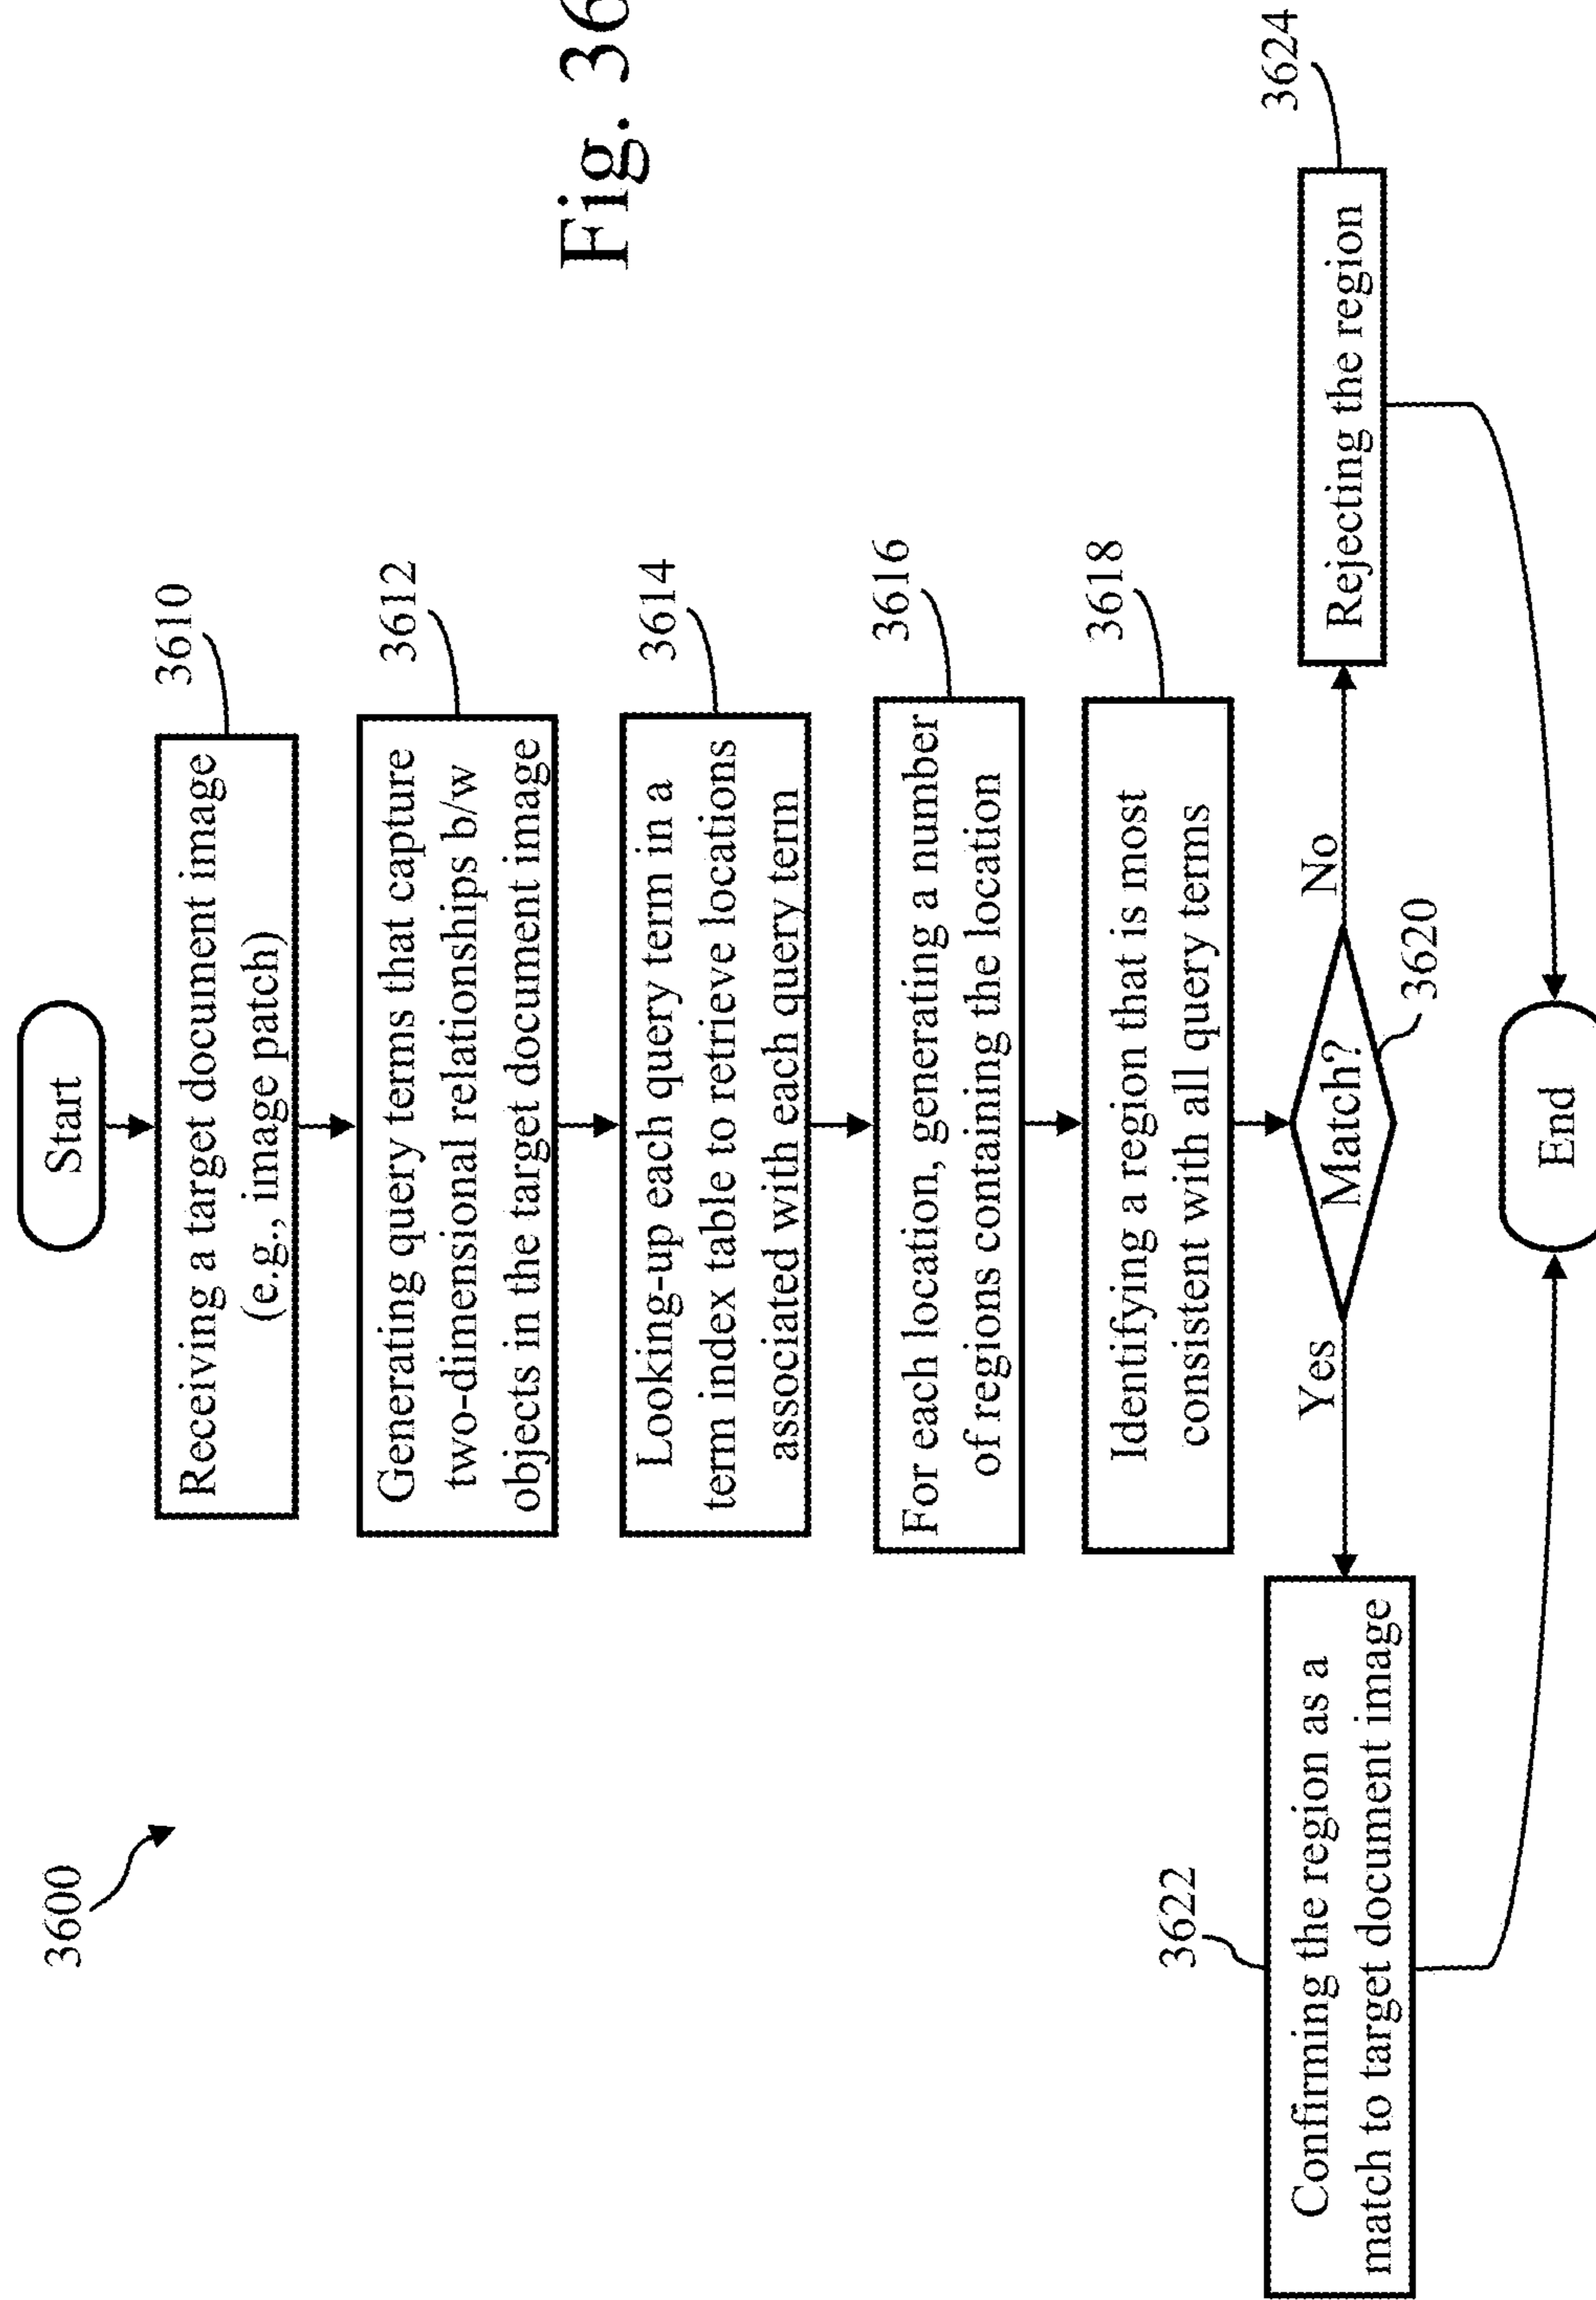 3600
Start
Receiving a target document image
(e.g., image patch)
3610
Generating query terms that capture
two-dimensional relationships b/w
objects in the target document image
3612
Looking-up each query term in a
term index table to retrieve locations
associated with each query term
3614
For each location, generating a number
of regions containing the location
3616
Identifying a region that is most
consistent with all query terms
3618
Match?
3620
Yes
No
Confirming the region as a
match to target document image
3622
Rejecting the region
3624
End
Fig. 36